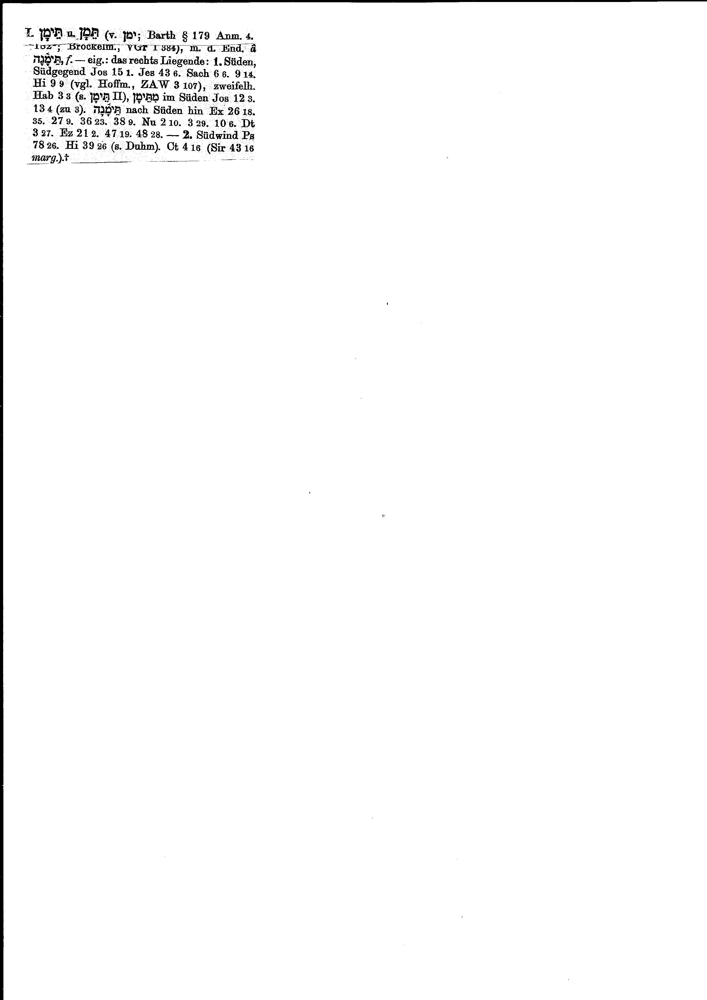 I. תֵּימָן u. תֵּמָן (v. ימן; Barth § 179 Anm. 4.
Brockelm., VGr I 384), m. d. End. â
תֵּימָ֫נָה, f. — eig.: das rechts Liegende: 1. Süden,
Südgegend Jos 15 1. Jes 43 6. Sach 6 6. 9 14.
Hi 9 9 (vgl. Hoffm., ZAW 3 107), zweifelh.
Hab 3 3 (s. תֵּימָן II), מִתֵּימָן im Süden Jos 12 3.
13 4 (zu 3). תֵּימָ֫נָה nach Süden hin Ex 26 18.
35. 27 9. 36 23. 38 9. Nu 2 10. 3 29. 10 6. Dt
3 27. Ez 21 2. 47 19. 48 28. — 2. Südwind Ps
78 26. Hi 39 26 (s. Duhm). Ct 4 16 (Sir 43 16
marg.).†